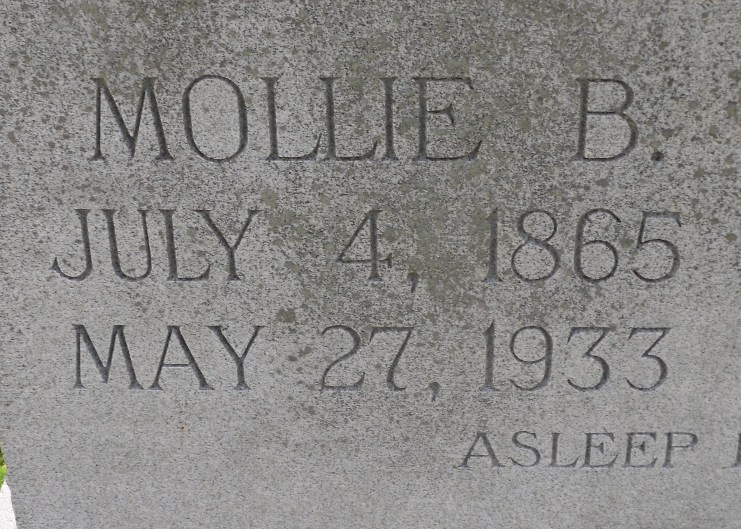 MOLLIE B.
JULY 4, 1865
MAY 27, 1933
ASLEEP